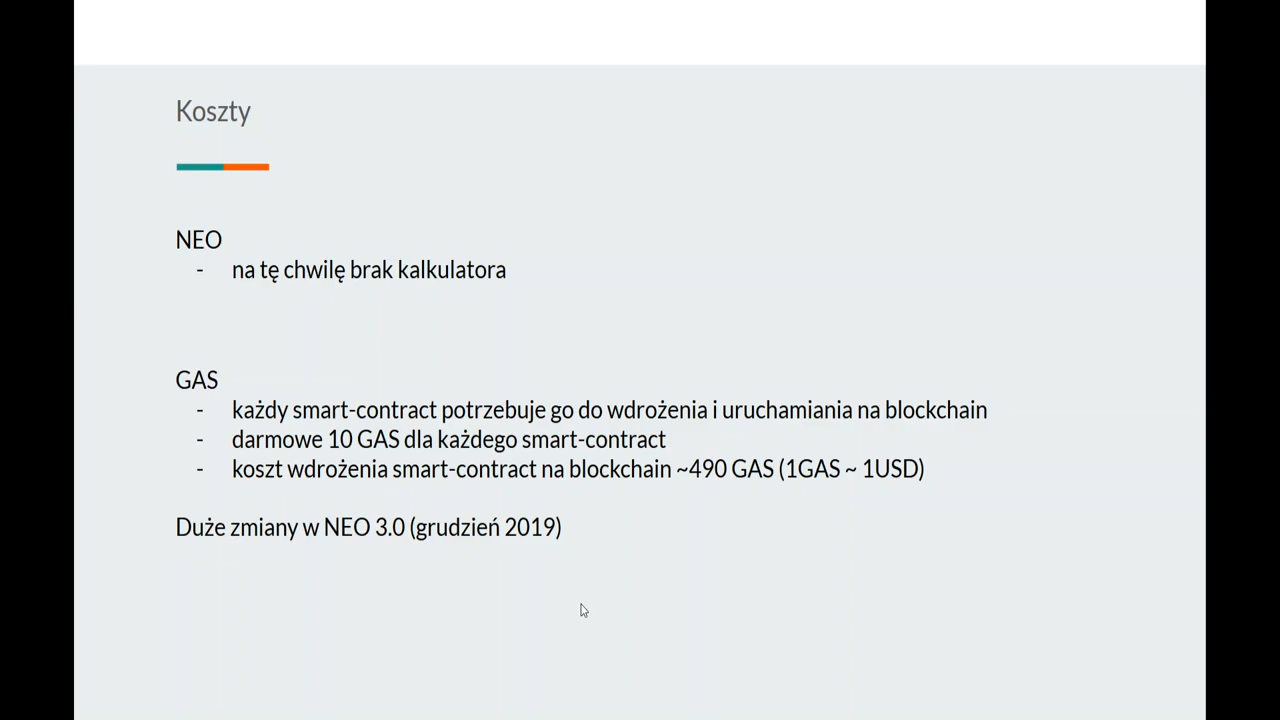 Koszty
NEO
- na tę chwilę brak kalkulatora
GAS
- każdy smart-contract potrzebuje go do wdrożenia i uruchamiania na blockchain
- darmowe 10 GAS dla każdego smart-contract
- koszt wdrożenia smart-contract na blockchain ~490 GAS (1GAS ~ 1USD)
Duże zmiany w NEO 3.0 (grudzień 2019)